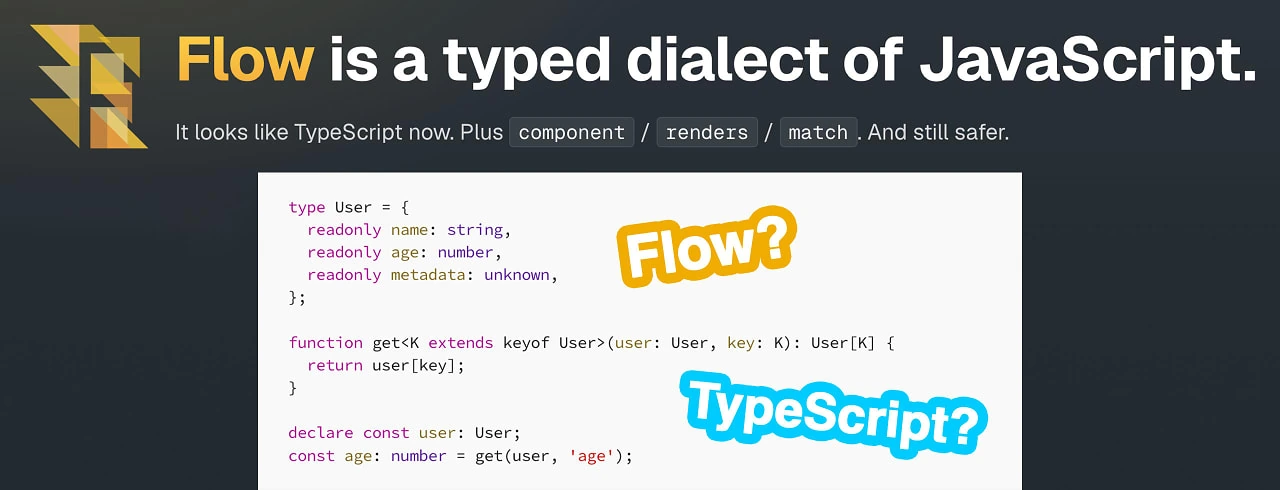 Flow is a typed dialect of JavaScript.
It looks like TypeScript now. Plus component / renders / match. And still safer.
type User = {
  readonly name: string,
  readonly age: number,
  readonly metadata: unknown,
};
Flow?
function get<K extends keyof User>(user: User, key: K): User[K] {
  return user[key];
}
TypeScript?
declare const user: User;
const age: number = get(user, 'age');